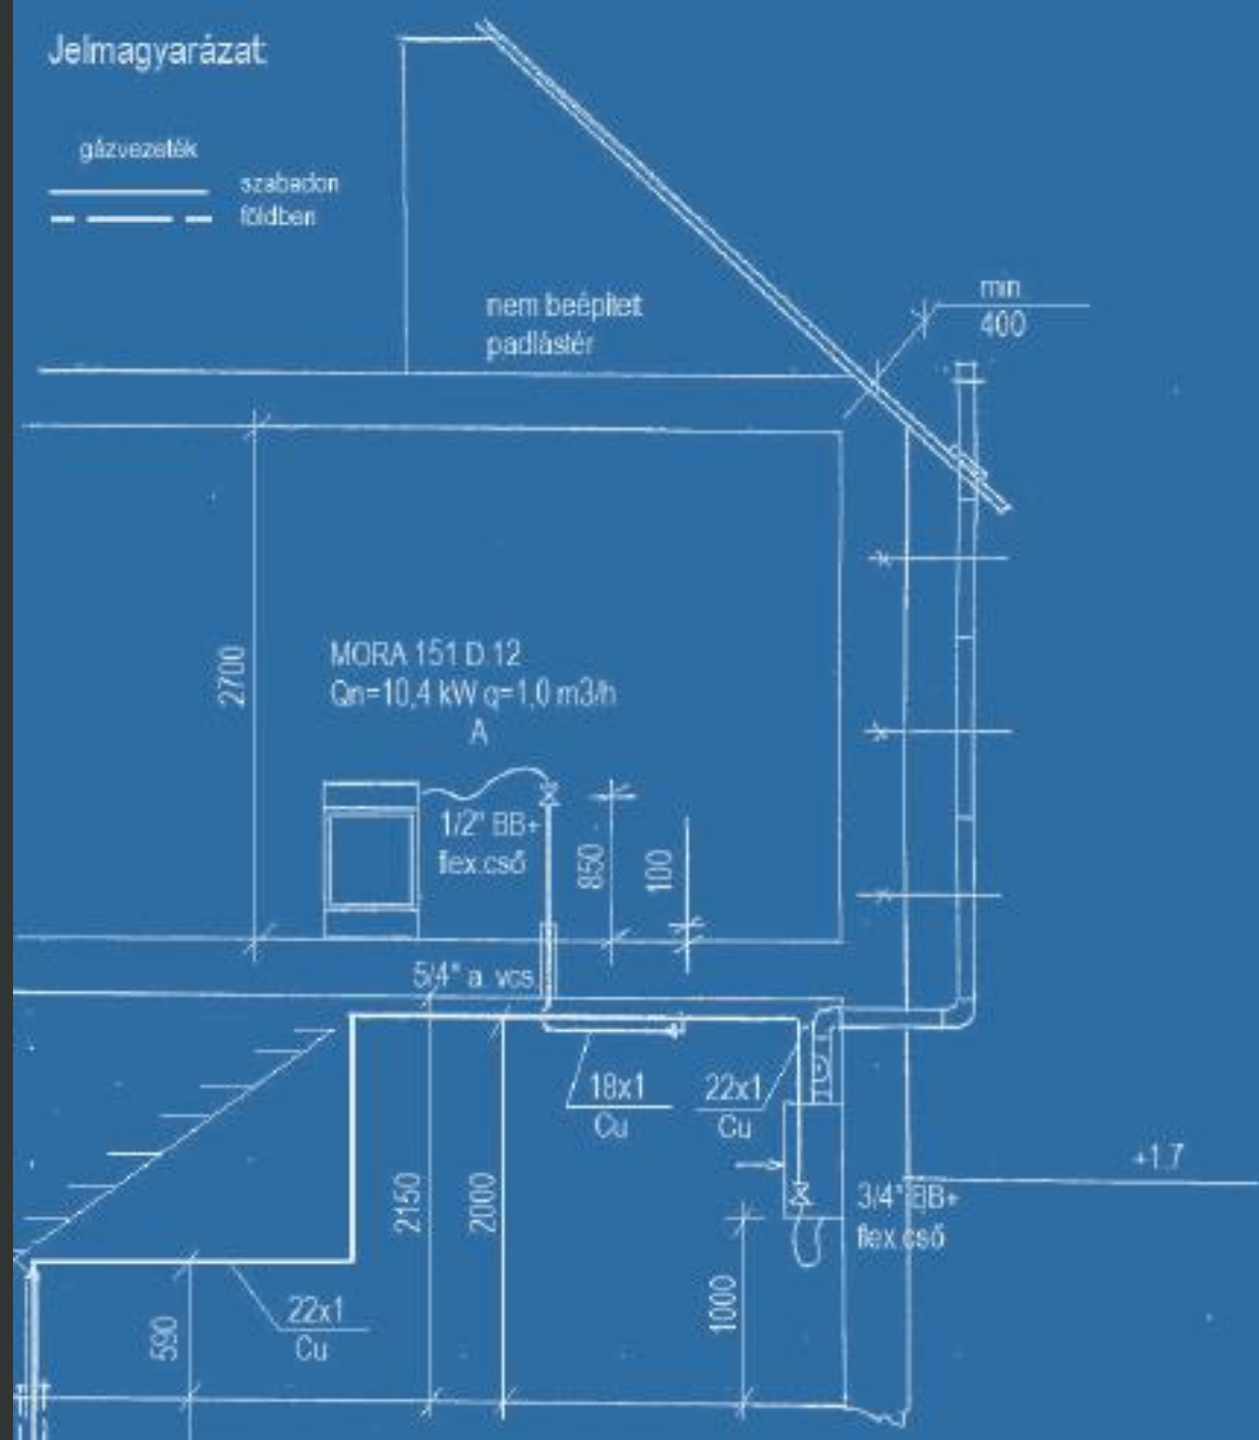 Jelmagyarázat:
gázvezeték
szabadon
földben
nem beépített
padlástér
min
400
2700
MORA 151 D 12
Qn=10,4 kW q=1,0 m3/h
A
1/2" BB+
flex.cső
850
100
5/4" a. vcs.
18x1
Cu
22x1
Cu
+1.7
3/4" BB+
flex.cső
2150
2000
1000
590
22x1
Cu